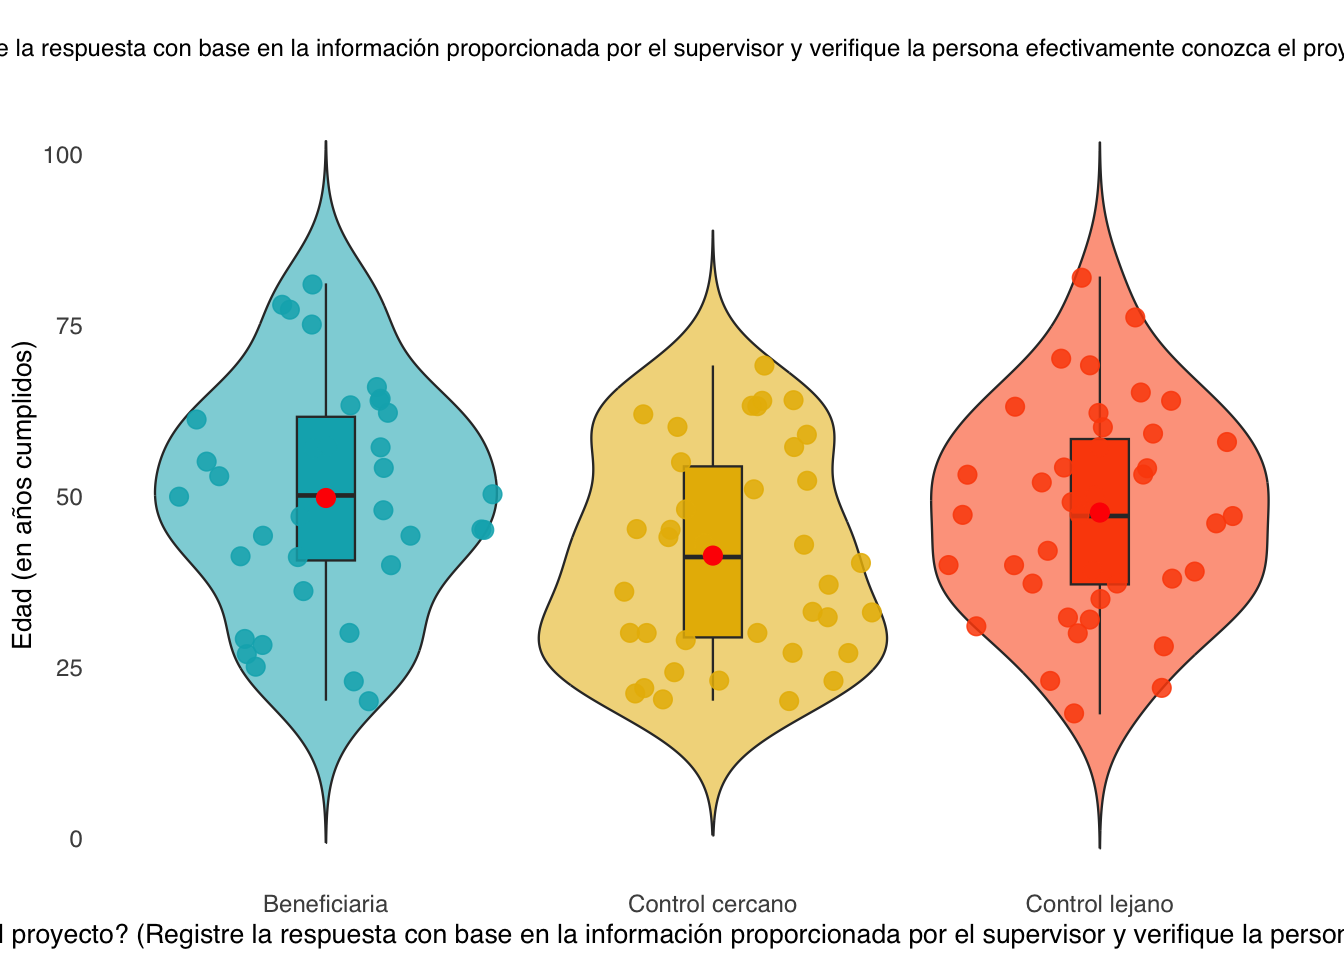 e la respuesta con base en la información proporcionada por el supervisor y verifique la persona efectivamente conozca el proy
100
75
50
25
0
Edad (en años cumplidos)
Beneficiaria Control cercano Control lejano
l proyecto? (Registre la respuesta con base en la información proporcionada por el supervisor y verifique la person